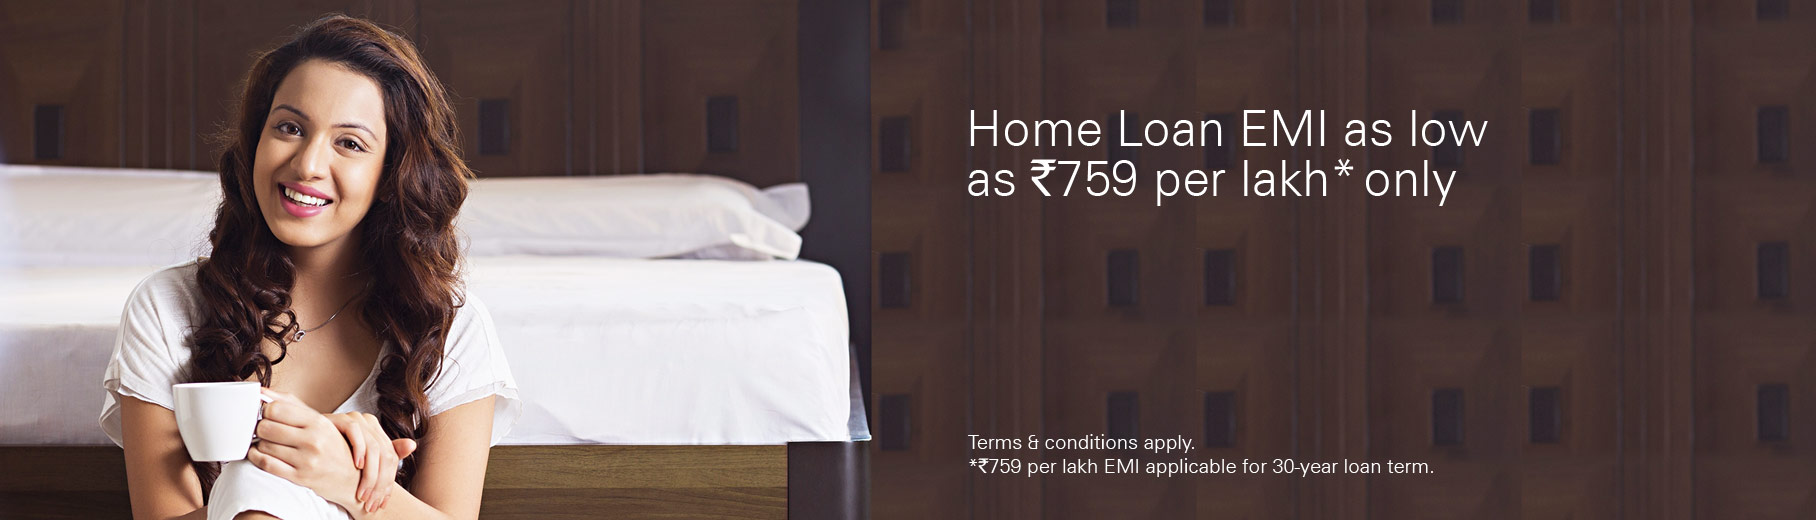 Home Loan EMI as low
as ₹759 per lakh* only
Terms & conditions apply.
*₹759 per lakh EMI applicable for 30-year loan term.